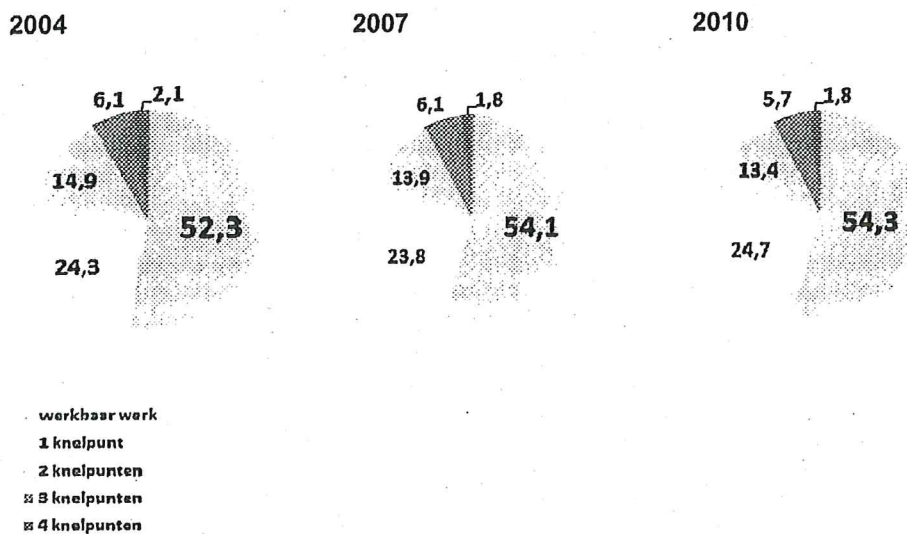 2004 2007 2010
6,1 2,1 6,1 1,8 5,7 1,8
14,9 13,9 13,4
52,3 54,1 54,3
24,3 23,8 24,7
werkbaar werk
1 knelpunt
2 knelpunten
3 knelpunten
4 knelpunten